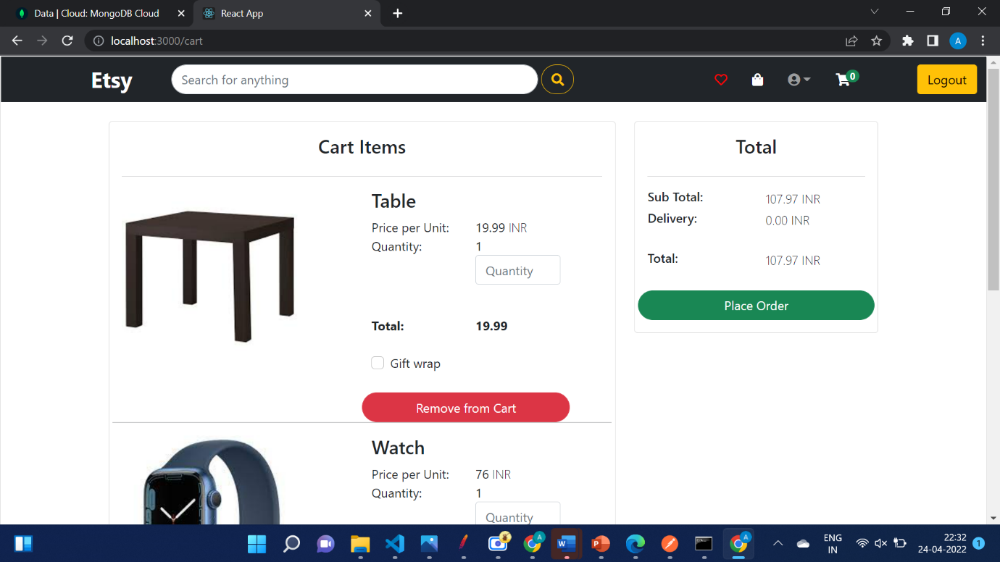 Data | Cloud: MongoDB Cloud
React App
localhost:3000/cart
A
Etsy
Search for anything
0
Logout
Cart Items
Table
Price per Unit: 19.99 INR
Quantity: 1
Quantity
Total: 19.99
Gift wrap
Remove from Cart
Watch
Price per Unit: 76 INR
Quantity: 1
Quantity
Total
Sub Total: 107.97 INR
Delivery: 0.00 INR
Total: 107.97 INR
Place Order
ENG
IN
22:32
24-04-2022
1